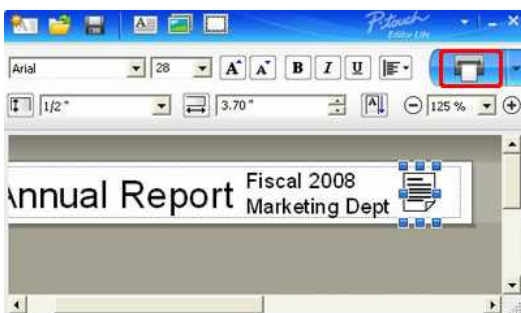 P-touch
Editor Lite
Arial
28
A A B I U
1/2 "
3.70 "
A
125 %
Annual Report
Fiscal 2008
Marketing Dept